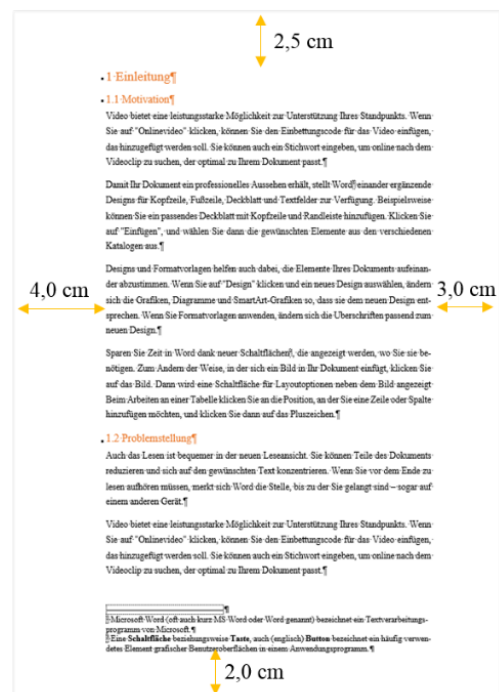 2,5 cm
1 Einleitung¶
1.1 Motivation¶
Video bietet eine leistungsstarke Möglichkeit zur Unterstützung Ihres Standpunkts. Wenn
Sie auf "Onlinevideo" klicken, können Sie den Einbettungscode für das Video einfügen,
das hinzugefügt werden soll. Sie können auch ein Stichwort eingeben, um online nach dem
Videoclip zu suchen, der optimal zu Ihrem Dokument passt.¶
Damit Ihr Dokument ein professionelles Aussehen erhält, stellt Word einander ergänzende
Designs für Kopfzeile, Fußzeile, Deckblatt und Textfelder zur Verfügung. Beispielsweise
können Sie ein passendes Deckblatt mit Kopfzeile und Randleiste hinzufügen. Klicken Sie
auf "Einfügen", und wählen Sie dann die gewünschten Elemente aus den verschiedenen
Katalogen aus.¶
Designs und Formatvorlagen helfen auch dabei, die Elemente Ihres Dokuments aufeinan-
der abzustimmen. Wenn Sie auf "Design" klicken und ein neues Design auswählen, ändern
4,0 cm
3,0 cm
sich die Grafiken, Diagramme und SmartArt-Grafiken so, dass sie dem neuen Design ent-
sprechen. Wenn Sie Formatvorlagen anwenden, ändern sich die Überschriften passend zum
neuen Design.¶
Sparen Sie Zeit in Word dank neuer Schaltflächen, die angezeigt werden, wo Sie sie be-
nötigen. Zum Ändern der Weise, in der sich ein Bild in Ihr Dokument einfügt, klicken Sie
auf das Bild. Dann wird eine Schaltfläche für Layoutoptionen neben dem Bild angezeigt
Beim Arbeiten an einer Tabelle klicken Sie an die Position, an der Sie eine Zeile oder Spalte
hinzufügen möchten, und klicken Sie dann auf das Pluszeichen.¶
1.2 Problemstellung¶
Auch das Lesen ist bequemer in der neuen Leseansicht. Sie können Teile des Dokuments
reduzieren und sich auf den gewünschten Text konzentrieren. Wenn Sie vor dem Ende zu
lesen aufhören müssen, merkt sich Word die Stelle, bis zu der Sie gelangt sind – sogar auf
einem anderen Gerät.¶
Video bietet eine leistungsstarke Möglichkeit zur Unterstützung Ihres Standpunkts. Wenn
Sie auf "Onlinevideo" klicken, können Sie den Einbettungscode für das Video einfügen,
das hinzugefügt werden soll. Sie können auch ein Stichwort eingeben, um online nach dem
Videoclip zu suchen, der optimal zu Ihrem Dokument passt.¶
¶
Microsoft Word (oft auch kurz MS Word oder Word genannt) bezeichnet ein Textverarbeitungs-
programm von Microsoft.¶
Eine Schaltfläche beziehungsweise Taste, auch (englisch) Button bezeichnet ein häufig verwen-
detes Element grafischer Benutzeroberflächen in einem Anwendungsprogramm.¶
2,0 cm